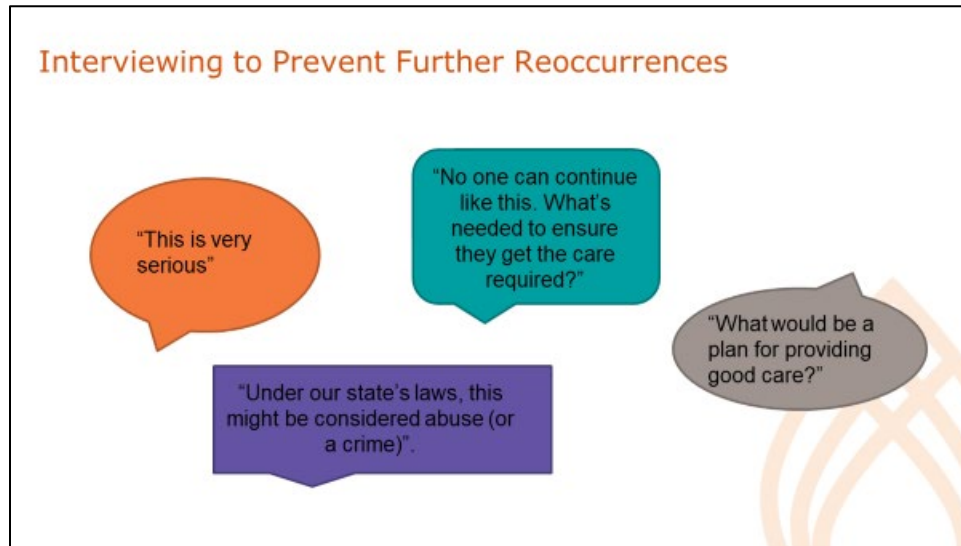 Interviewing to Prevent Further Reoccurrences
“This is very
serious”
“No one can continue
like this. What’s
needed to ensure
they get the care
required?”
“Under our state’s laws, this
might be considered abuse (or
a crime)”.
“What would be a
plan for providing
good care?”